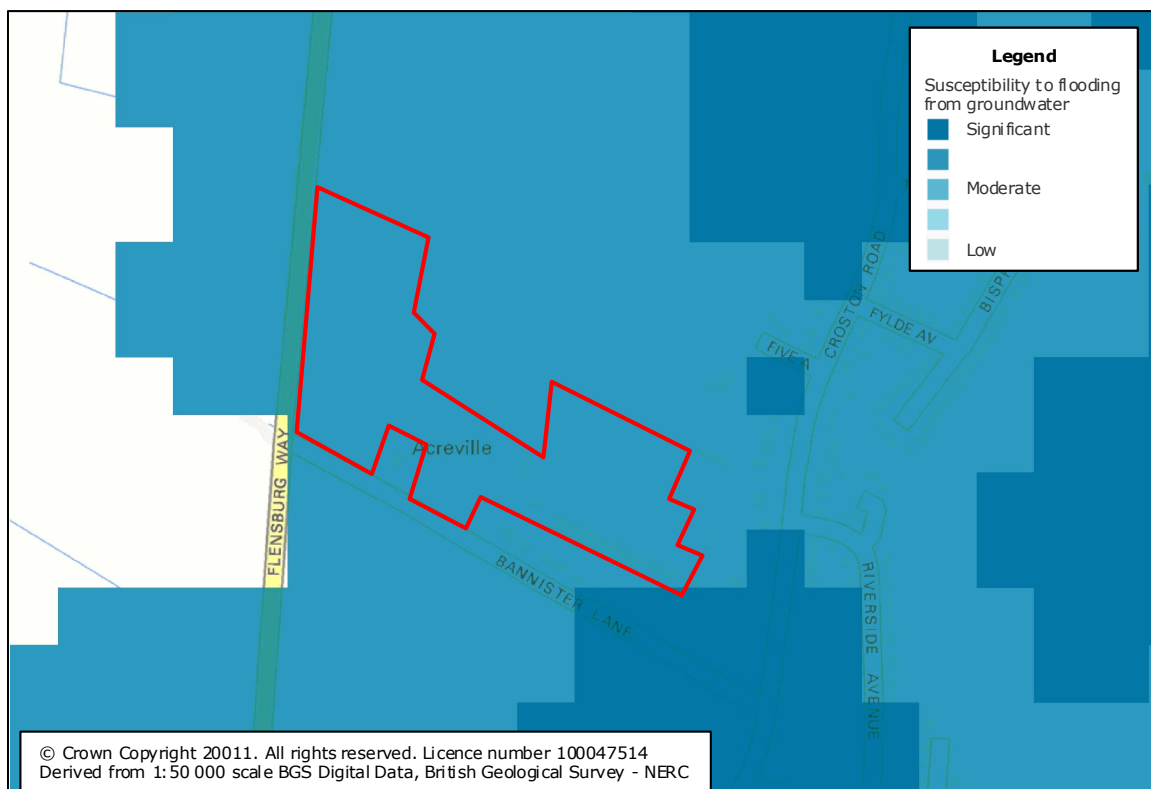 Legend
Susceptibility to flooding
from groundwater
Significant
Moderate
Low
CROSTON ROAD
FYLDE AV
BISP
FIVE A
Acreville
FLENSBURG WAY
BANNISTER LANE
RIVERSIDE AVENUE
© Crown Copyright 20011. All rights reserved. Licence number 100047514
Derived from 1:50 000 scale BGS Digital Data, British Geological Survey - NERC